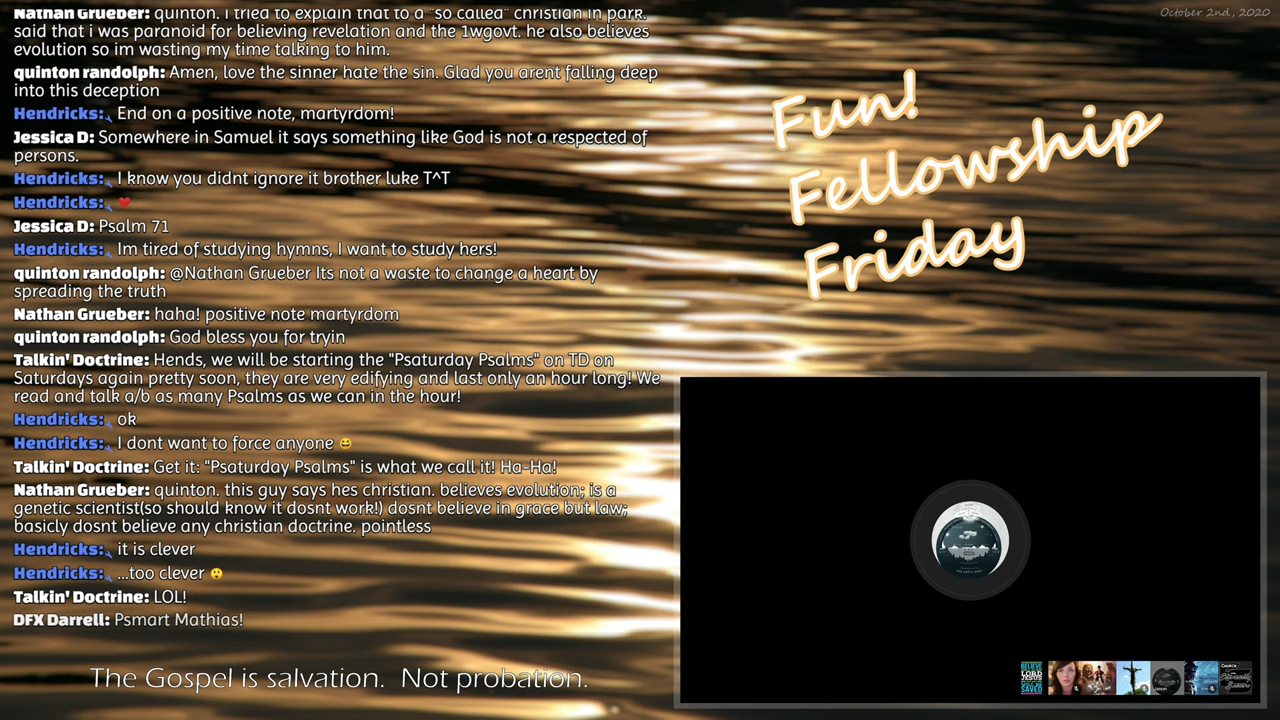 October 2nd, 2020
Nathan Grueber: quinton. I tried to explain that to a "so called" christian in park.
said that i was paranoid for believing revelation and the 1wgovt. he also believes
evolution so im wasting my time talking to him.
quinton randolph: Amen, love the sinner hate the sin. Glad you arent falling deep
into this deception
Hendricks: End on a positive note, martyrdom!
Jessica D: Somewhere in Samuel it says something like God is not a respected of
persons.
Hendricks: I know you didnt ignore it brother luke T^T
Hendricks: ❤
Jessica D: Psalm 71
Hendricks: Im tired of studying hymns, I want to study hers!
quinton randolph: @Nathan Grueber Its not a waste to change a heart by
spreading the truth
Nathan Grueber: haha! positive note martyrdom
quinton randolph: God bless you for tryin
Talkin' Doctrine: Hends, we will be starting the "Psaturday Psalms" on TD on
Saturdays again pretty soon, they are very edifying and last only an hour long! We
read and talk a/b as many Psalms as we can in the hour!
Hendricks: ok
Hendricks: I dont want to force anyone 😅
Talkin' Doctrine: Get it: "Psaturday Psalms" is what we call it! Ha-Ha!
Nathan Grueber: quinton. this guy says hes christian. believes evolution; is a
genetic scientist(so should know it dosnt work!) dosnt believe in grace but law;
basicly dosnt believe any christian doctrine. pointless
Hendricks: it is clever
Hendricks: ...too clever 😲
Talkin' Doctrine: LOL!
DFX Darrell: Psmart Mathias!
The Gospel is salvation. Not probation.
Fun!
Fellowship
Friday
BELIEVE
LORD
JESUS
SAVED
Jason
CHURCH